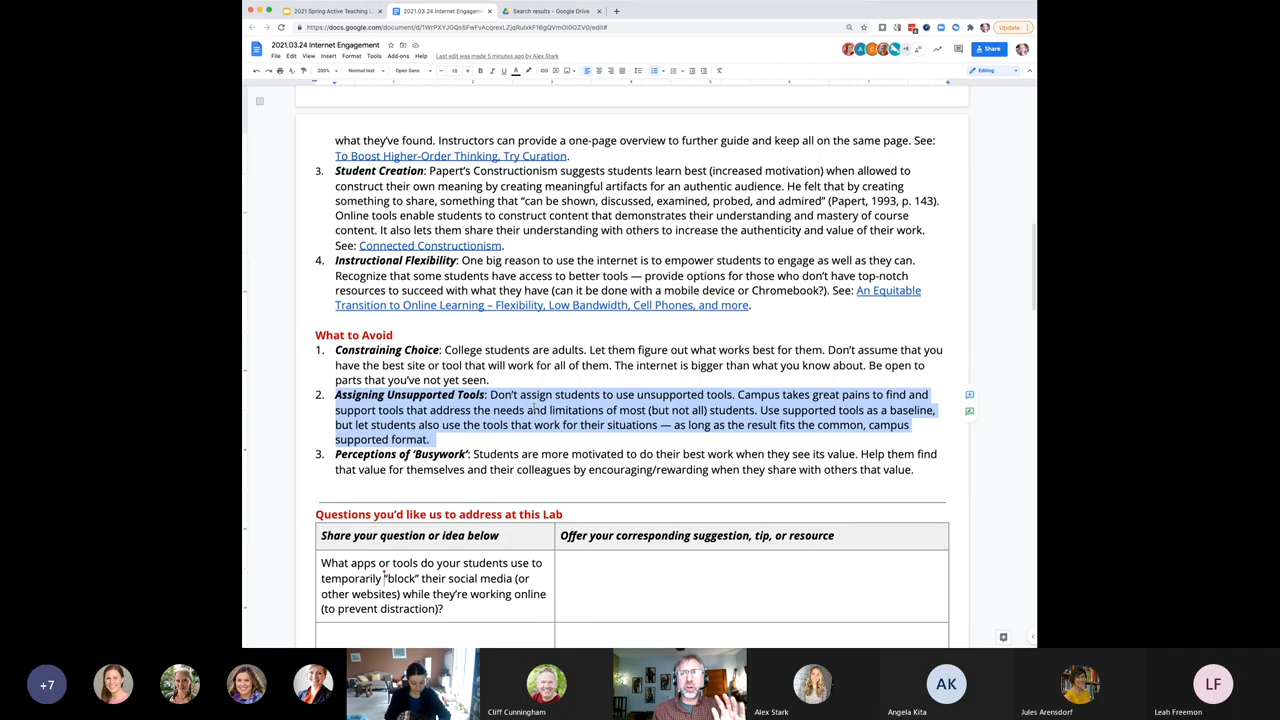 2021 Spring Active Teaching L
2021.03.24 Internet Engagement
Search results - Google Drive
2021.03.24 Internet Engagement
File Edit View Insert Format Tools Add-ons Help
Last edit was made 5 minutes ago by Alex Stark
Share
Update
200%
Normal text
Open Sans
10
Editing
what they've found. Instructors can provide a one-page overview to further guide and keep all on the same page. See:
To Boost Higher-Order Thinking, Try Curation.
3. Student Creation: Papert's Constructionism suggests students learn best (increased motivation) when allowed to
construct their own meaning by creating meaningful artifacts for an authentic audience. He felt that by creating
something to share, something that “can be shown, discussed, examined, probed, and admired” (Papert, 1993, p. 143).
Online tools enable students to construct content that demonstrates their understanding and mastery of course
content. It also lets them share their understanding with others to increase the authenticity and value of their work.
See: Connected Constructionism.
4. Instructional Flexibility: One big reason to use the internet is to empower students to engage as well as they can.
Recognize that some students have access to better tools — provide options for those who don't have top-notch
resources to succeed with what they have (can it be done with a mobile device or Chromebook?). See: An Equitable
Transition to Online Learning – Flexibility, Low Bandwidth, Cell Phones, and more.
What to Avoid
1. Constraining Choice: College students are adults. Let them figure out what works best for them. Don't assume that you
have the best site or tool that will work for all of them. The internet is bigger than what you know about. Be open to
parts that you've not yet seen.
2. Assigning Unsupported Tools: Don't assign students to use unsupported tools. Campus takes great pains to find and
support tools that address the needs and limitations of most (but not all) students. Use supported tools as a baseline,
but let students also use the tools that work for their situations — as long as the result fits the common, campus
supported format.
3. Perceptions of ‘Busywork’: Students are more motivated to do their best work when they see its value. Help them find
that value for themselves and their colleagues by encouraging/rewarding when they share with others that value.
Questions you'd like us to address at this Lab
Share your question or idea below
Offer your corresponding suggestion, tip, or resource
What apps or tools do your students use to
temporarily “block” their social media (or
other websites) while they're working online
(to prevent distraction)?
+7
Cliff Cunningham
Alex Stark
AK
Angela Kita
Jules Arensdorf
LF
Leah Freemon